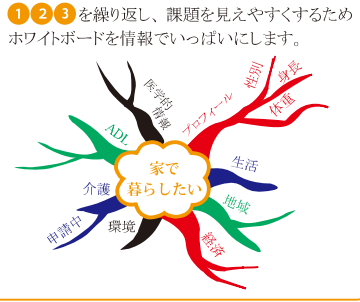 1 2 3 を繰り返し、課題を見えやすくするため
ホワイトボードを情報でいっぱいにします。
医学的
情報
プロフィール
性別
身長
体重
ADL
生活
家で
暮らしたい
介護
申請中
地域
環境
経済